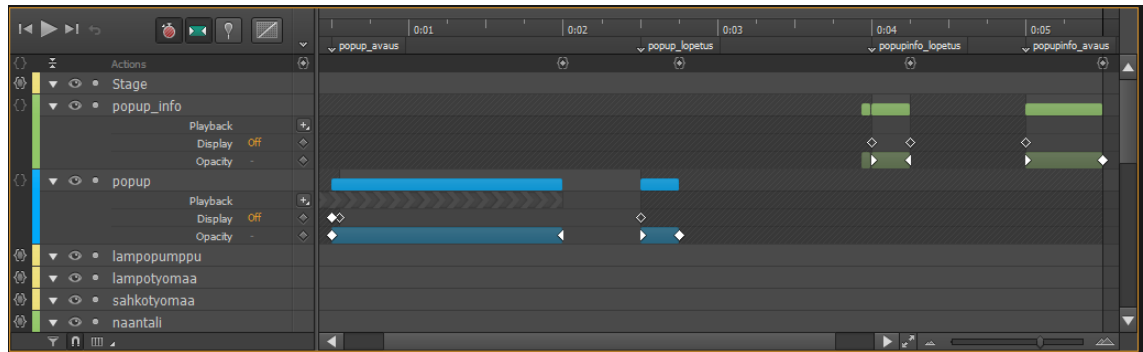 0:01 0:02 0:03 0:04 0:05
popup_avaus popup_lopetus popupinfo_lopetus popupinfo_avaus
Actions
Stage
popup_info
Playback
Display Off
Opacity -
popup
Playback
Display Off
Opacity -
lampopumppu
lampotyomaa
sahkotyomaa
naantali